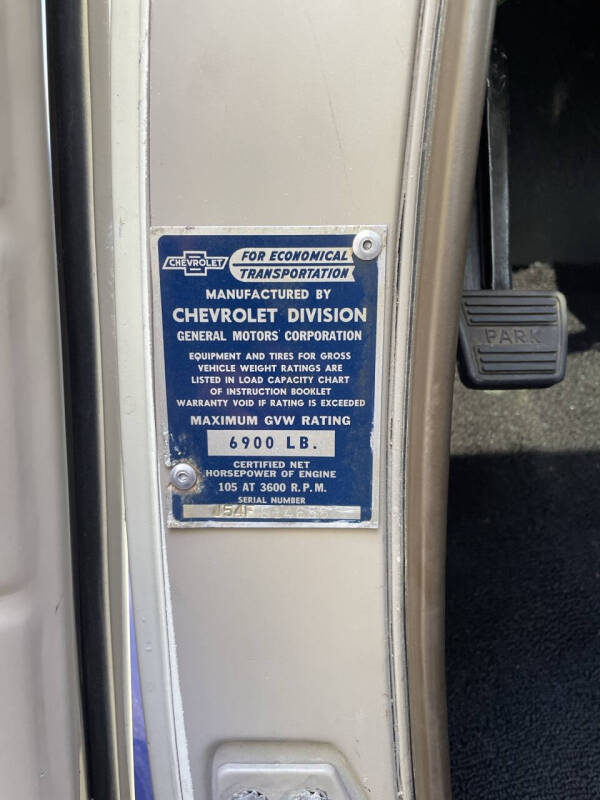 CHEVROLET
FOR ECONOMICAL
TRANSPORTATION
MANUFACTURED BY
CHEVROLET DIVISION
GENERAL MOTORS CORPORATION
EQUIPMENT AND TIRES FOR GROSS
VEHICLE WEIGHT RATINGS ARE
LISTED IN LOAD CAPACITY CHART
OF INSTRUCTION BOOKLET
WARRANTY VOID IF RATING IS EXCEEDED
MAXIMUM GVW RATING
6900 LB.
CERTIFIED NET
HORSEPOWER OF ENGINE
105 AT 3600 R.P.M.
SERIAL NUMBER
PARK